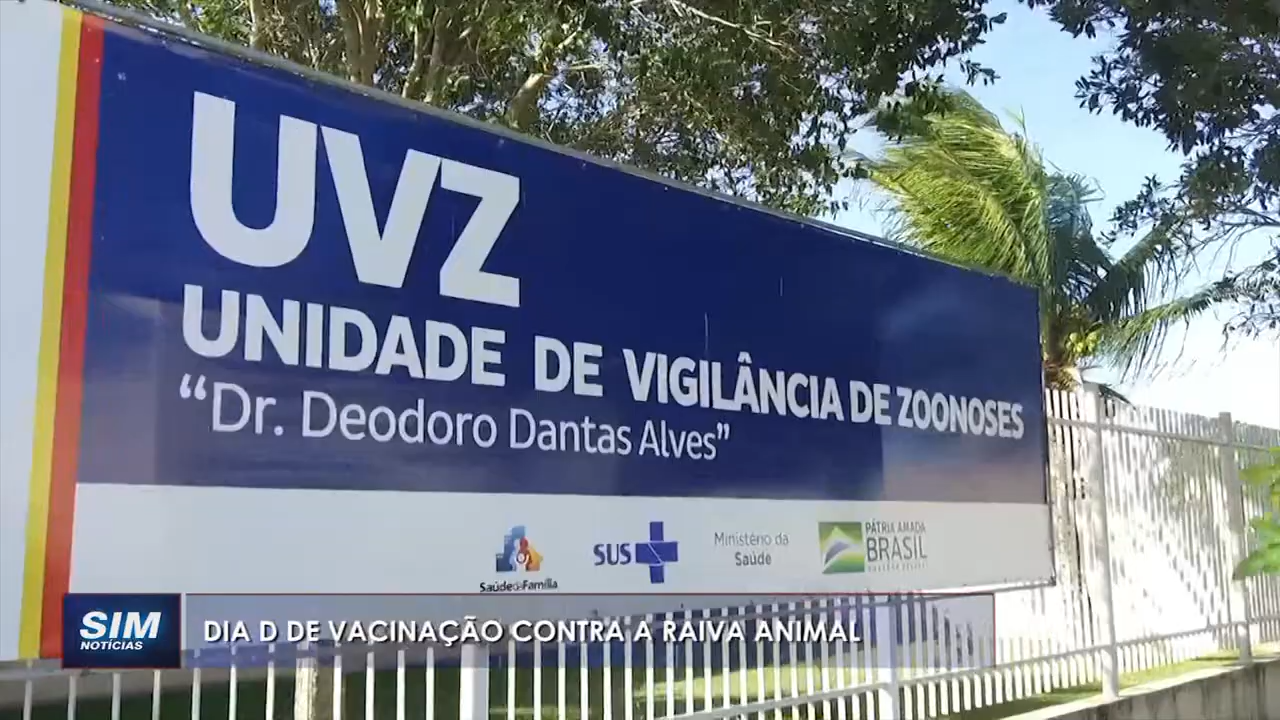 UVZ
UNIDADE DE VIGILÂNCIA DE ZOONOSES
“Dr. Deodoro Dantas Alves”
Saúde da Família
SUS
Ministério da
Saúde
PÁTRIA AMADA
BRASIL
SIM
NOTÍCIAS
DIA D DE VACINAÇÃO CONTRA A RAIVA ANIMAL